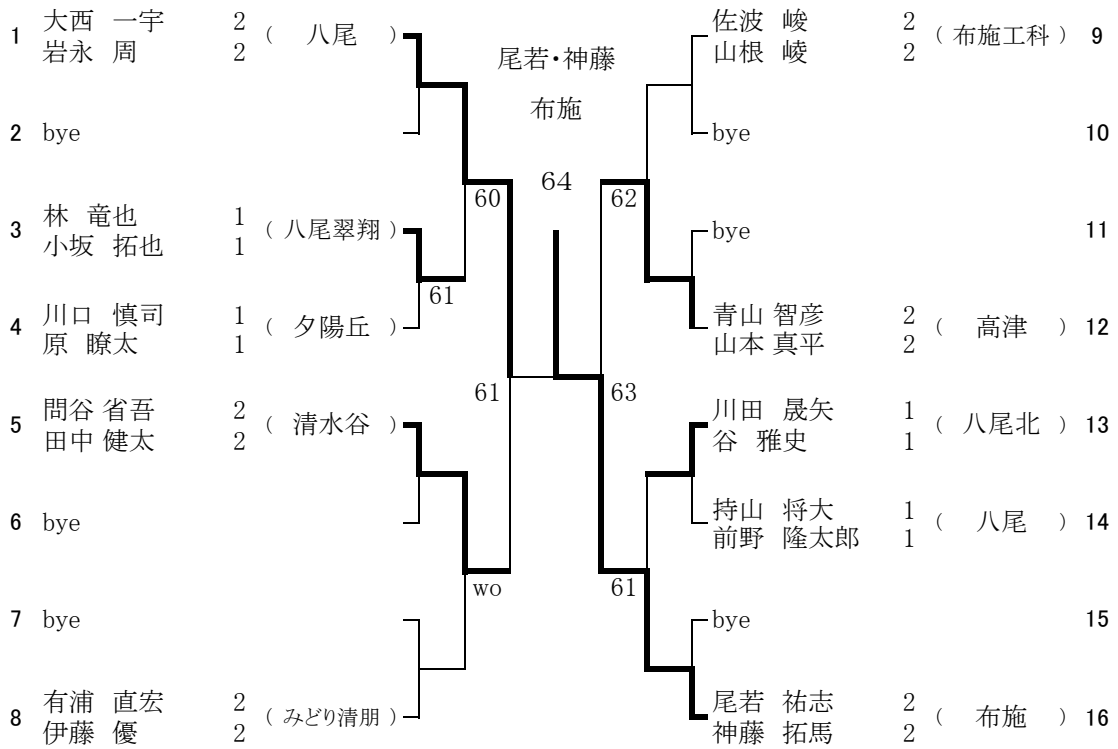 1 大西 一宇 2 ( 八尾 )
岩永 周 2
2 bye
3 林 竜也 1 ( 八尾翠翔 )
小坂 拓也 1
4 川口 慎司 1 ( 夕陽丘 )
原 瞭太 1
5 問谷 省吾 2 ( 清水谷 )
田中 健太 2
6 bye
7 bye
8 有浦 直宏 2 ( みどり清朋 )
伊藤 優 2
60
61
61
wo
尾若・神藤
布施
64
62
63
61
佐波 峻 2 ( 布施工科 ) 9
山根 崚 2
bye 10
bye 11
青山 智彦 2 ( 高津 ) 12
山本 真平 2
川田 晟矢 1 ( 八尾北 ) 13
谷 雅史 1
持山 将大 1 ( 八尾 ) 14
前野 隆太郎 1
bye 15
尾若 祐志 2 ( 布施 ) 16
神藤 拓馬 2